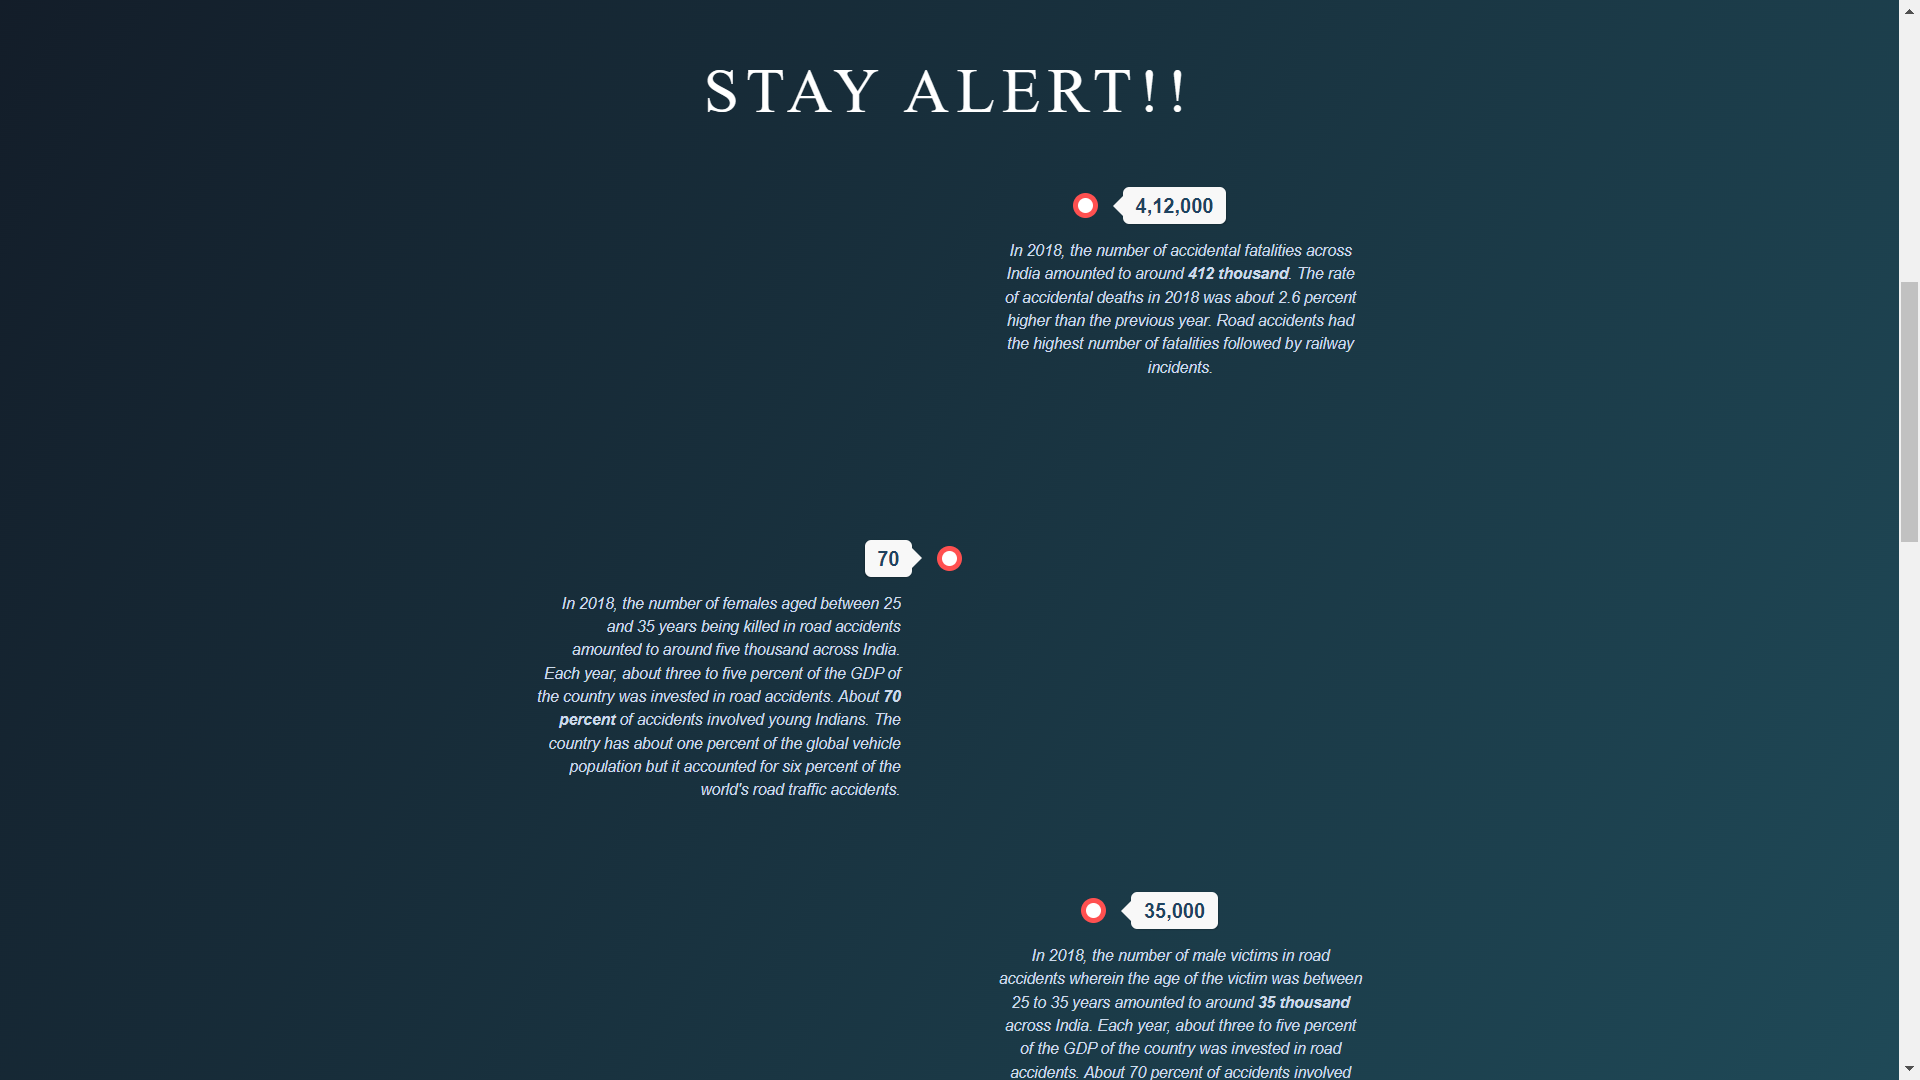 STAY ALERT!!
4,12,000
In 2018, the number of accidental fatalities across
India amounted to around 412 thousand. The rate
of accidental deaths in 2018 was about 2.6 percent
higher than the previous year. Road accidents had
the highest number of fatalities followed by railway
incidents.
70
In 2018, the number of females aged between 25
and 35 years being killed in road accidents
amounted to around five thousand across India.
Each year, about three to five percent of the GDP of
the country was invested in road accidents. About 70
percent of accidents involved young Indians. The
country has about one percent of the global vehicle
population but it accounted for six percent of the
world's road traffic accidents.
35,000
In 2018, the number of male victims in road
accidents wherein the age of the victim was between
25 to 35 years amounted to around 35 thousand
across India. Each year, about three to five percent
of the GDP of the country was invested in road
accidents. About 70 percent of accidents involved